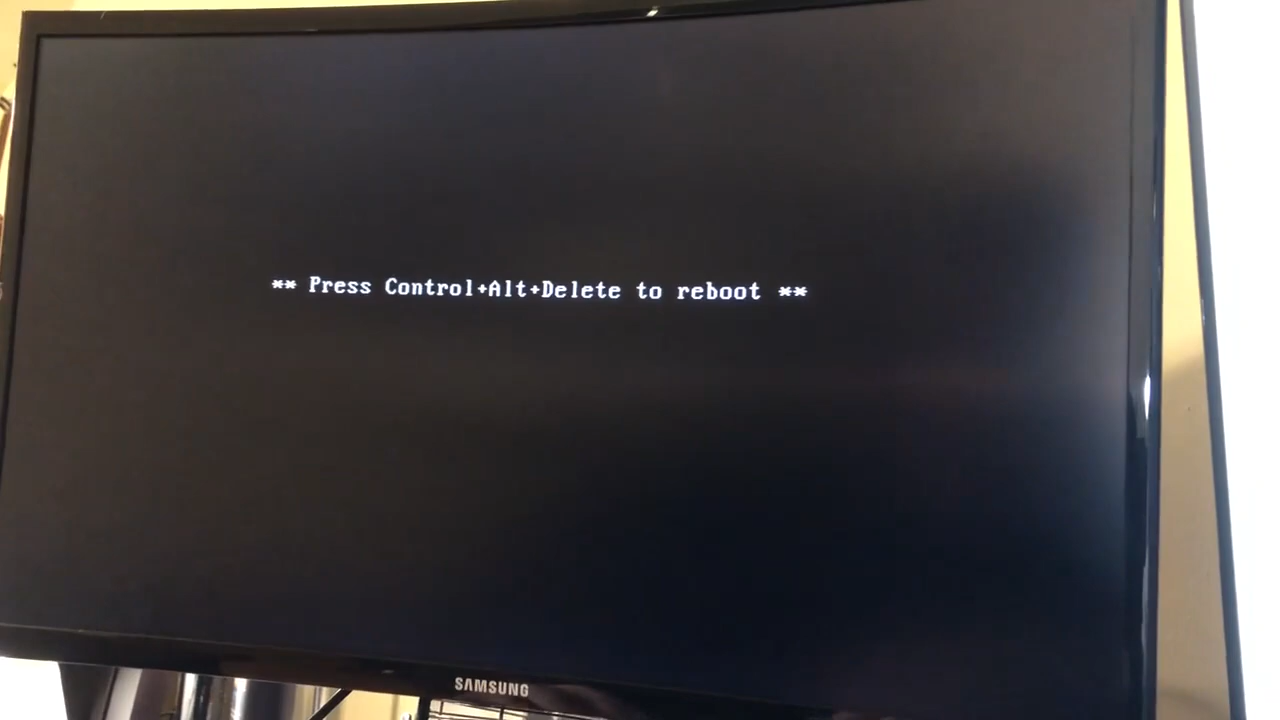 ** Press Control+Alt+Delete to reboot **
SAMSUNG